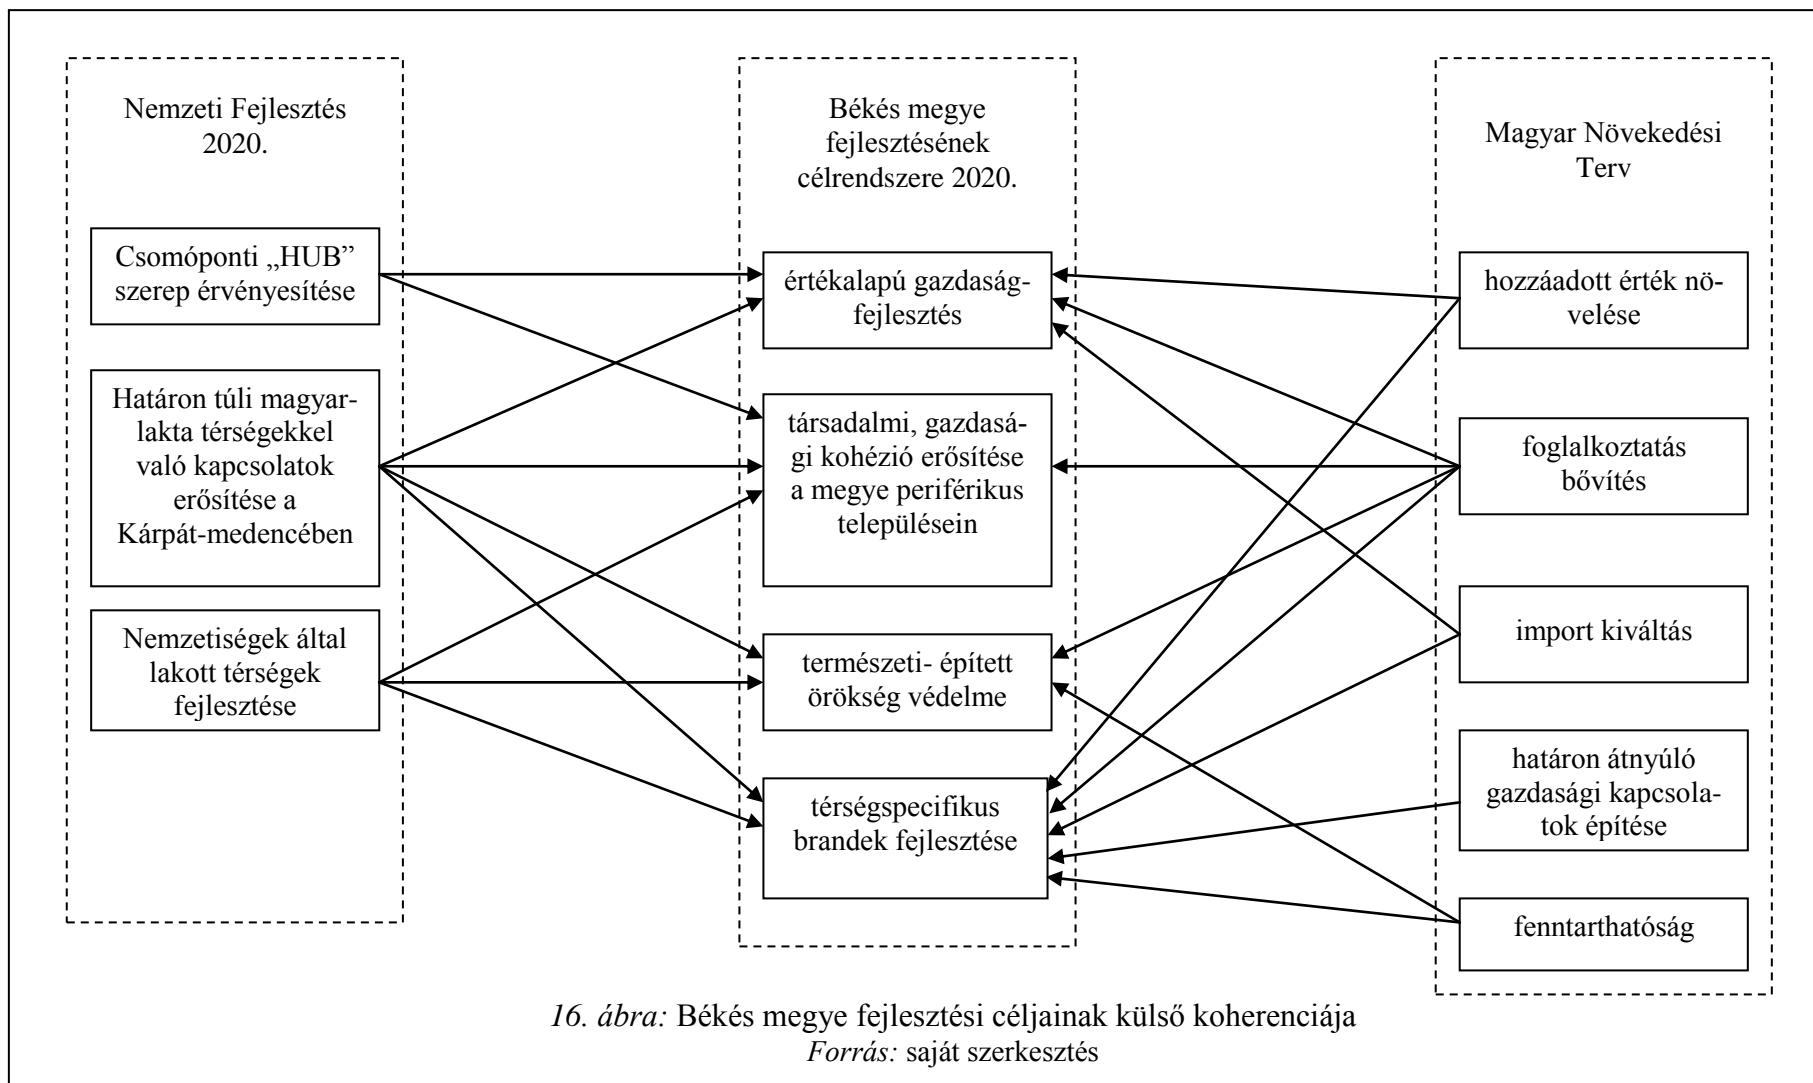 Nemzeti Fejlesztés
2020.
Csomóponti „HUB”
szerep érvényesítése
Határon túli magyar-
lakta térségekkel
való kapcsolatok
erősítése a
Kárpát-medencében
Nemzetiségek által
lakott térségek
fejlesztése
Békés megye
fejlesztésének
célrendszere 2020.
értékalapú gazdaság-
fejlesztés
társadalmi, gazdasá-
gi kohézió erősítése
a megye periférikus
településein
természeti- épített
örökség védelme
térségspecifikus
brandek fejlesztése
Magyar Növekedési
Terv
hozzáadott érték nö-
velése
foglalkoztatás
bővítés
import kiváltás
határon átnyúló
gazdasági kapcsola-
tok építése
fenntarthatóság
16. ábra: Békés megye fejlesztési céljainak külső koherenciája
Forrás: saját szerkesztés